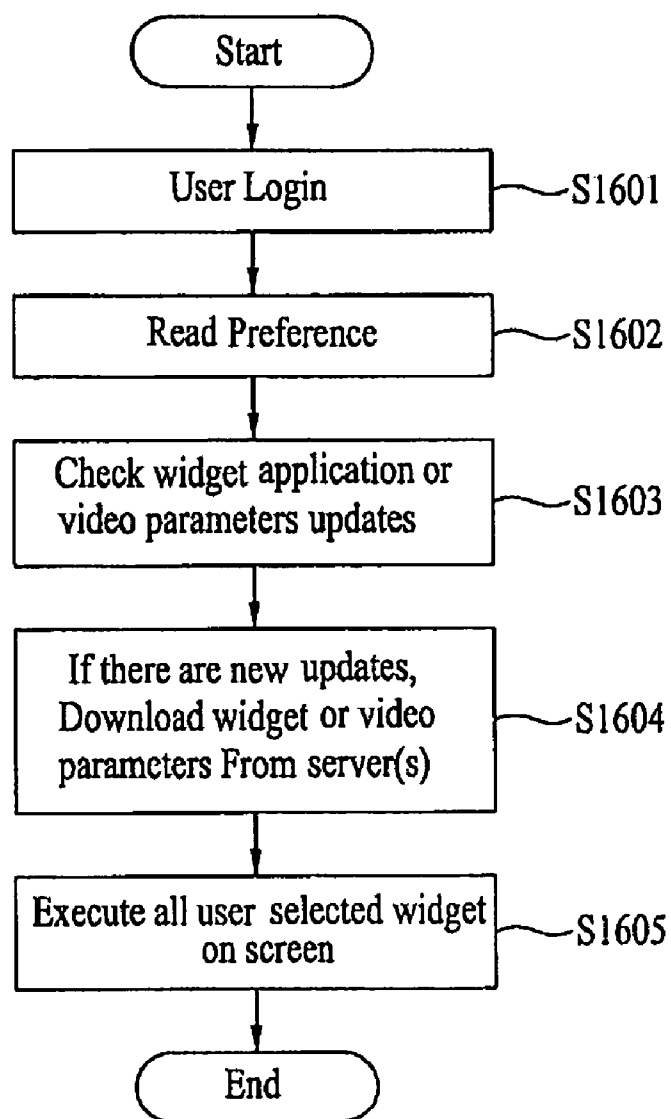 Start
User Login
S1601
Read Preference
S1602
Check widget application or
video parameters updates
S1603
If there are new updates,
Download widget or video
parameters From server(s)
S1604
Execute all user selected widget
on screen
S1605
End